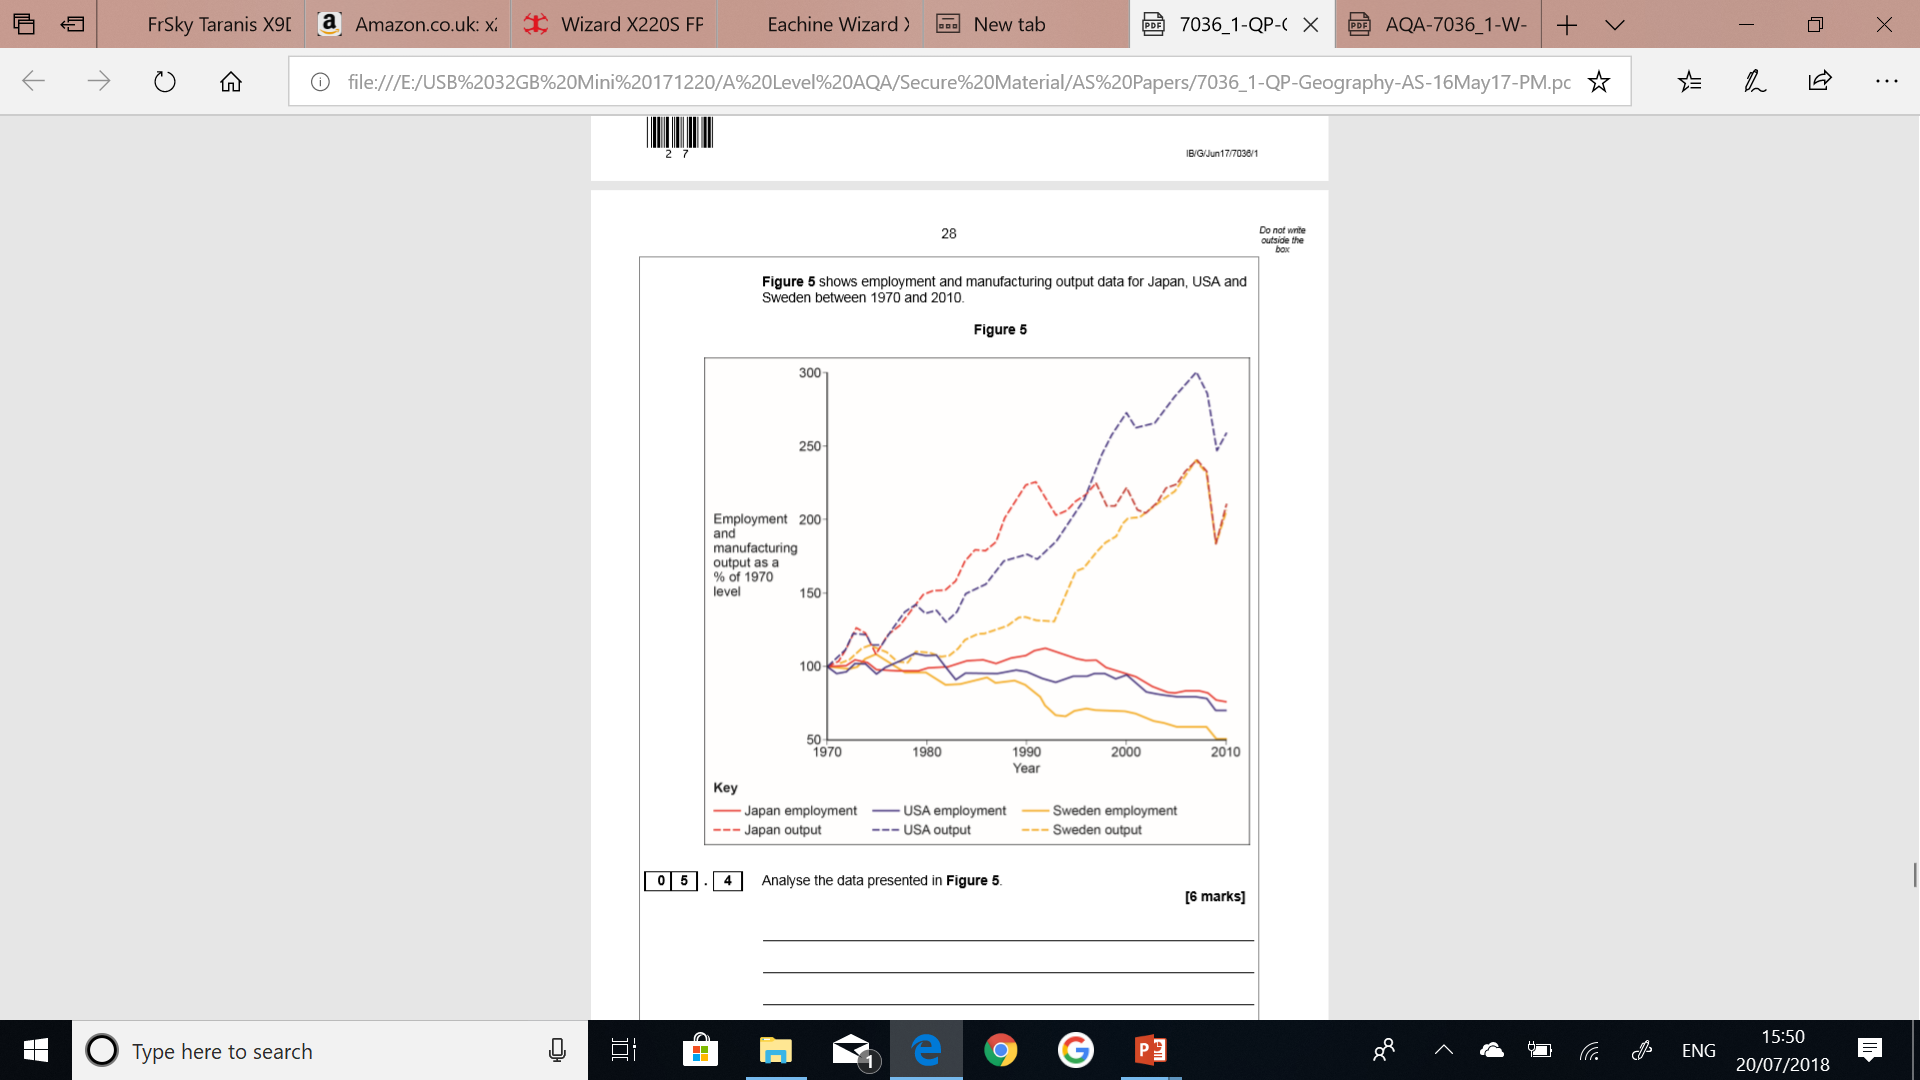 FrSky Taranis X9D
Amazon.co.uk: x2
Wizard X220S FP
Eachine Wizard X
New tab
7036_1-QP-G
AQA-7036_1-W-
file:///E:/USB%2032GB%20Mini%20171220/A%20Level%20AQA/Secure%20Material/AS%20Papers/7036_1-QP-Geography-AS-16May17-PM.pc
2 7
IB/G/Jun17/7036/1
28
Do not write
outside the
box
Figure 5 shows employment and manufacturing output data for Japan, USA and
Sweden between 1970 and 2010.
Figure 5
300
250
200
150
100
50
Employment
and
manufacturing
output as a
% of 1970
level
1970 1980 1990 2000 2010
Year
Key
Japan employment USA employment Sweden employment
Japan output USA output Sweden output
0 5 . 4 Analyse the data presented in Figure 5.
[6 marks]
Type here to search
1
ENG
15:50
20/07/2018